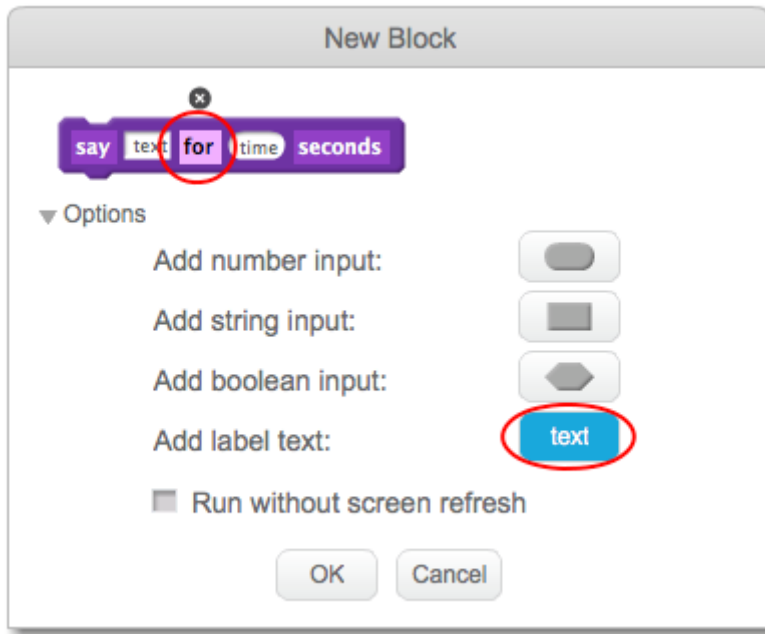 New Block
say text for time seconds
Options
Add number input:
Add string input:
Add boolean input:
Add label text: text
Run without screen refresh
OK Cancel